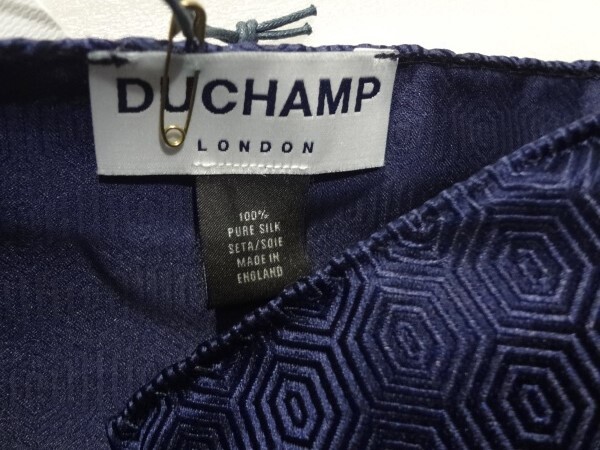 DUCHAMP
LONDON
100%
PURE SILK
SETA/SOIE
MADE IN
ENGLAND